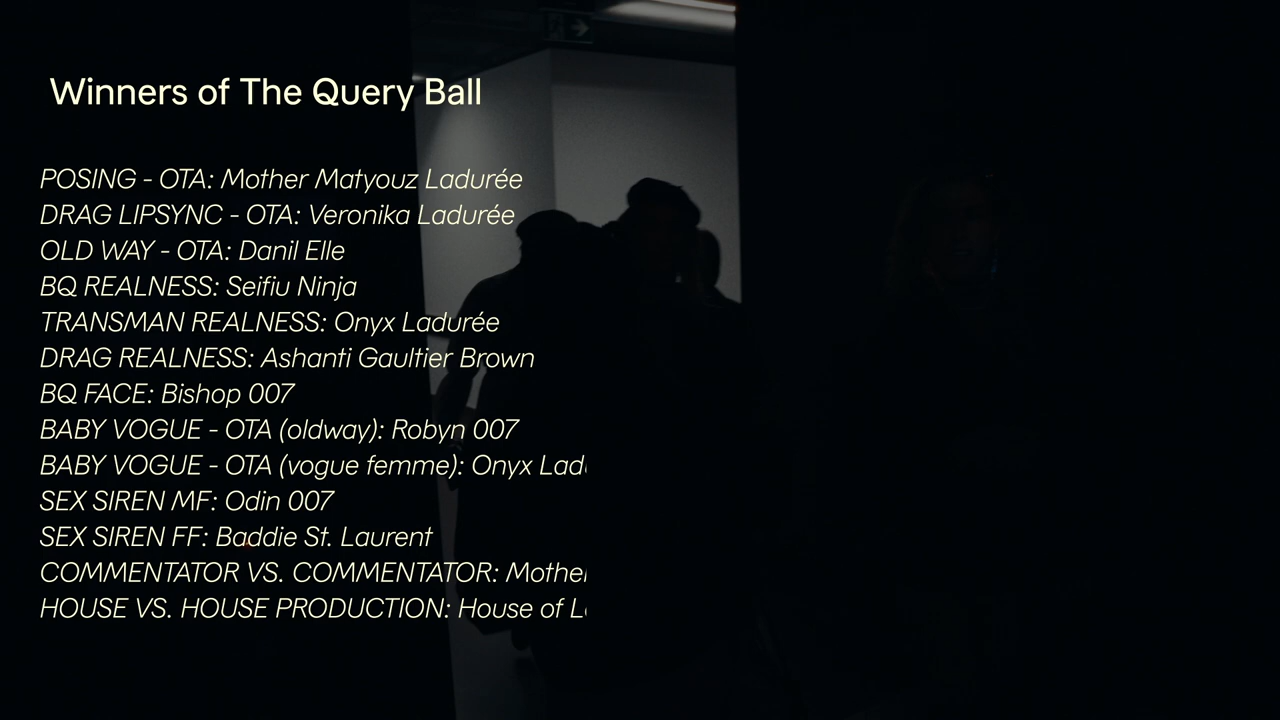 Winners of The Query Ball
POSING - OTA: Mother Matyouz Ladurée
DRAG LIPSYNC - OTA: Veronika Ladurée
OLD WAY - OTA: Danil Elle
BQ REALNESS: Seifiu Ninja
TRANSMAN REALNESS: Onyx Ladurée
DRAG REALNESS: Ashanti Gaultier Brown
BQ FACE: Bishop 007
BABY VOGUE - OTA (oldway): Robyn 007
BABY VOGUE - OTA (vogue femme): Onyx
SEX SIREN MF: Odin 007
SEX SIREN FF: Baddie St. Laurent
COMMENTATOR VS. COMMENTATOR:
HOUSE VS. HOUSE PRODUCTION: House of